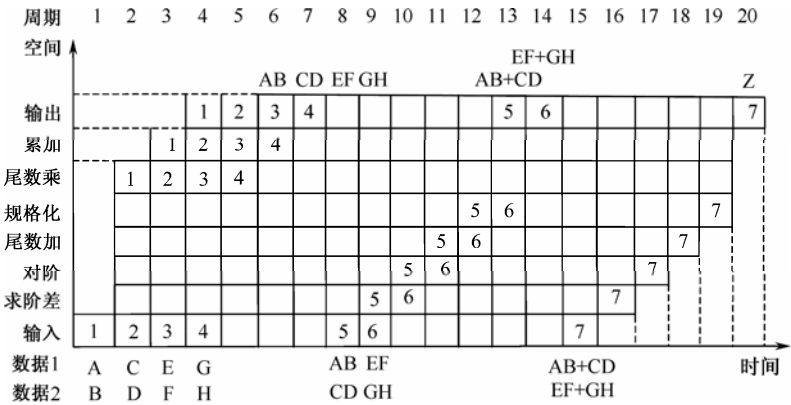 周期 1 2 3 4 5 6 7 8 9 10 11 12 13 14 15 16 17 18 19 20
空间
EF+GH
AB CD EF GH AB+CD Z
输出 1 2 3 4 5 6 7
累加 1 2 3 4
尾数乘 1 2 3 4
规格化 5 6 7
尾数加 5 6 7
对阶 5 6 7
求阶差 5 6 7
输入 1 2 3 4 5 6 7
数据1 A C E G AB EF AB+CD 时间
数据2 B D F H CD GH EF+GH